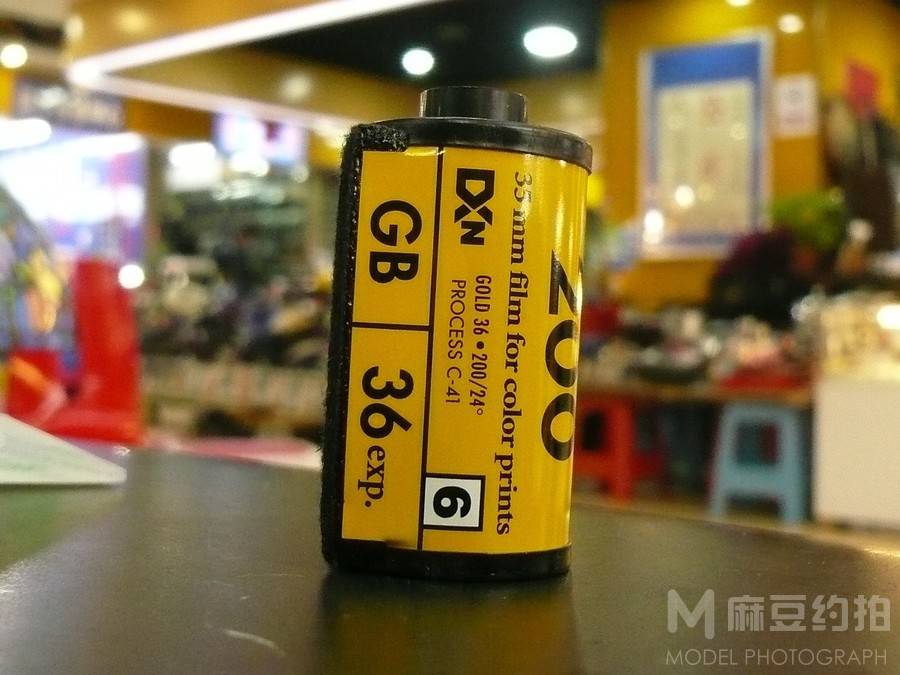 200
35 mm film for color prints
DXN
GOLD 36 • 200/24°
PROCESS C-41
6
GB
36 exp.
M 麻豆约拍
MODEL PHOTOGRAPH